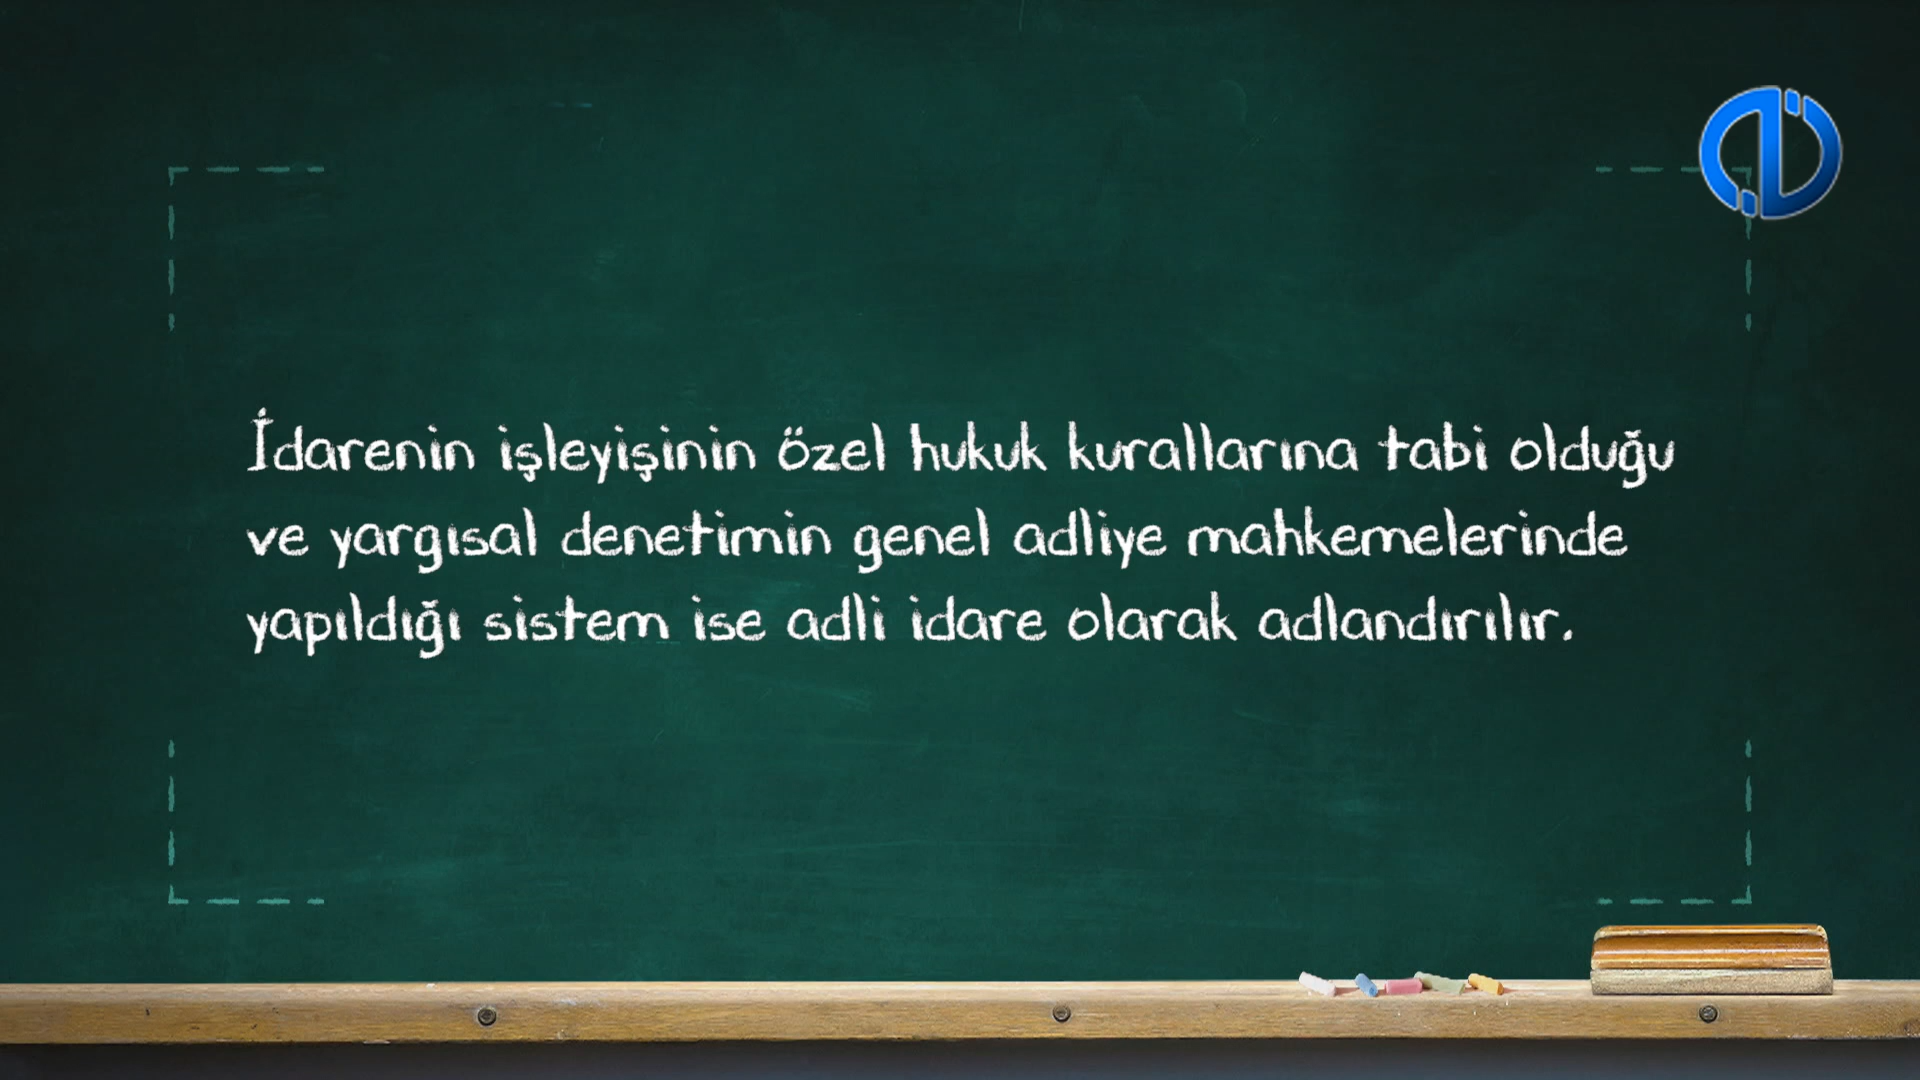 İdarenin işleyişinin özel hukuk kurallarına tabi olduğu
ve yargısal denetimin genel adliye mahkemelerinde
yapıldığı sistem ise adli idare olarak adlandırılır.